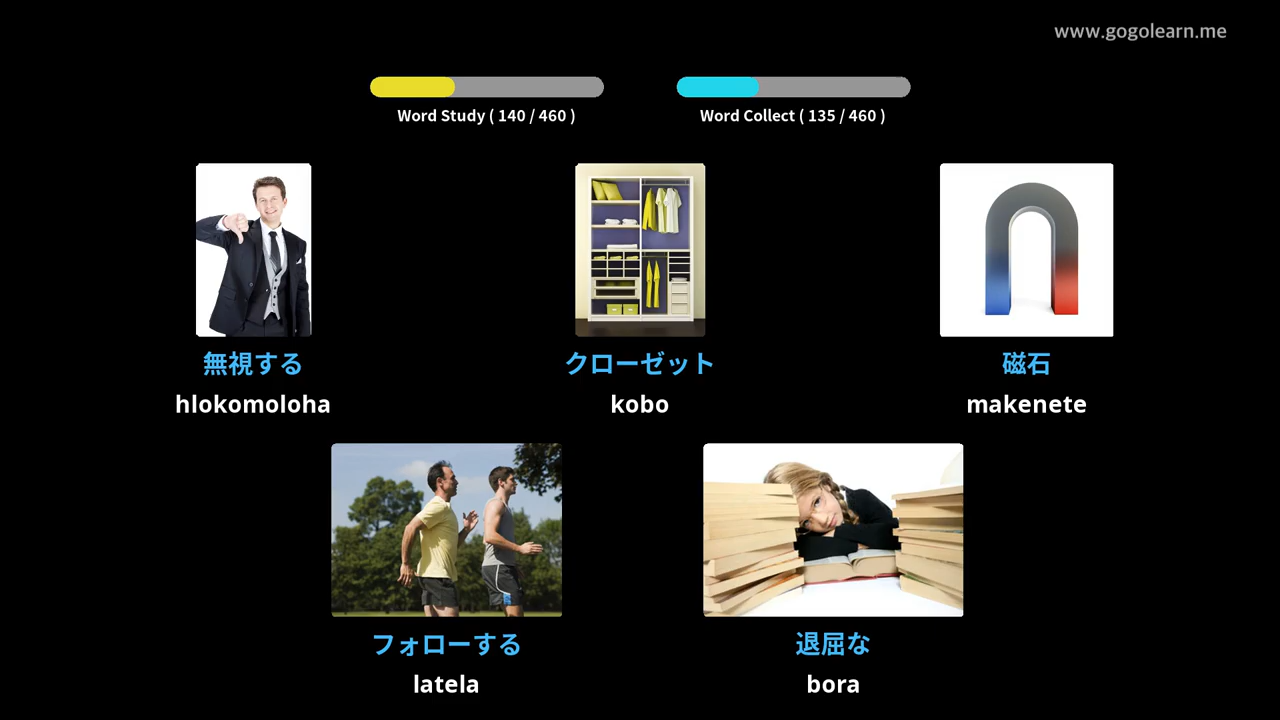 www.gogolearn.me
Word Study ( 140 / 460 )
Word Collect ( 135 / 460 )
無視する
クローゼット
磁石
hlokomoloha
kobo
makenete
フォローする
退屈な
latela
bora